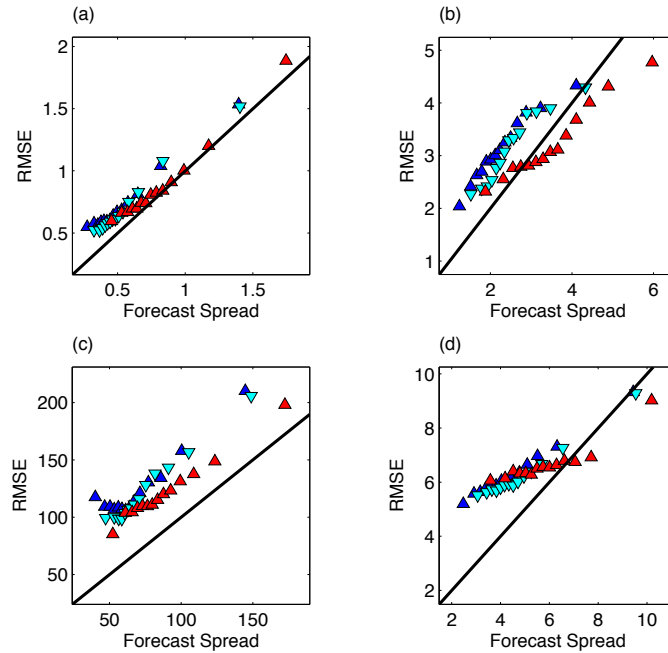 (a)
2
1.5
1
0.5
RMSE
0.5 1 1.5
Forecast Spread
(b)
5
4
3
2
1
RMSE
2 4 6
Forecast Spread
(c)
200
150
100
50
RMSE
50 100 150
Forecast Spread
(d)
10
8
6
4
2
RMSE
2 4 6 8 10
Forecast Spread